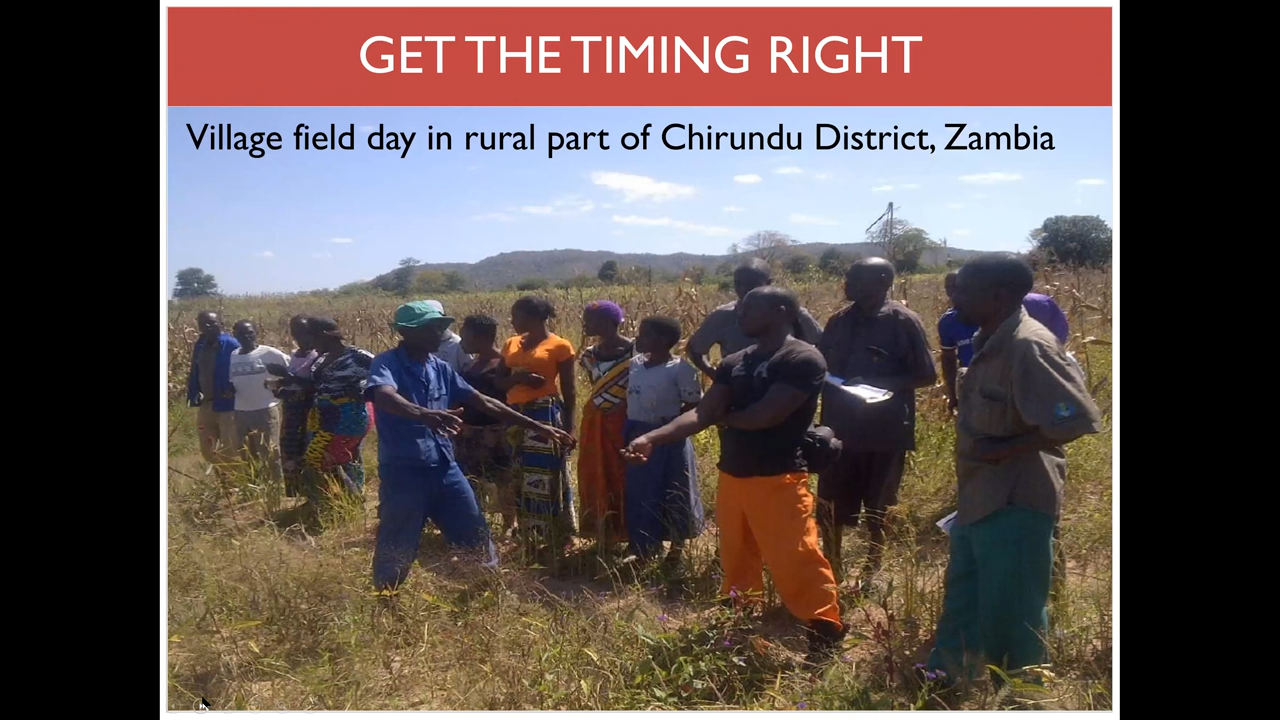 GET THE TIMING RIGHT
Village field day in rural part of Chirundu District, Zambia